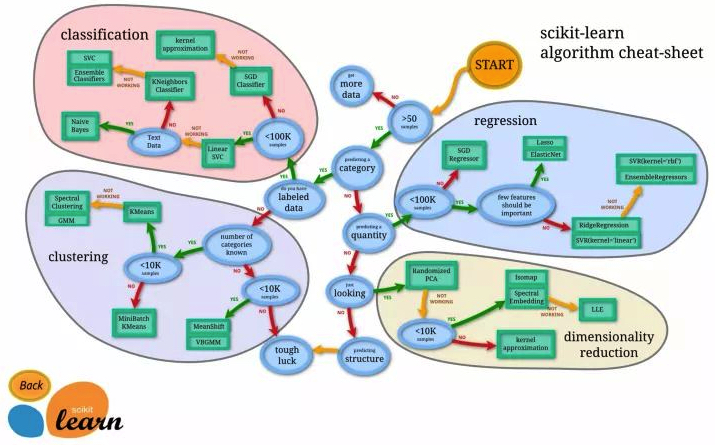 scikit-learn
algorithm cheat-sheet
START
classification
kernel
approximation
NOT
WORKING
SVC
Ensemble
Classifiers
NOT
WORKING
KNeighbors
Classifier
SGD
Classifier
NO
Naive
Bayes
YES
Text
Data
NO
NOT
WORKING
Linear
SVC
YES
<100K
samples
YES
get
more
data
NO
>50
samples
YES
predicting a
category
YES
NO
do you have
labeled
data
NO
predicting a
quantity
YES
NO
regression
SGD
Regressor
NO
<100K
samples
YES
Lasso
ElasticNet
YES
few features
should be
important
NO
SVR(kernel='rbf')
EnsembleRegressors
NOT
WORKING
RidgeRegression
SVR(kernel='linear')
clustering
Spectral
Clustering
GMM
NOT
WORKING
KMeans
YES
<10K
samples
NO
MiniBatch
KMeans
number of
categories
known
YES
NO
<10K
samples
YES
NO
MeanShift
VBGMM
tough
luck
just
looking
YES
NO
predicting
structure
Randomized
PCA
NOT
WORKING
<10K
samples
YES
NO
Isomap
Spectral
Embedding
NOT
WORKING
LLE
kernel
approximation
dimensionality
reduction
Back
scikit
learn